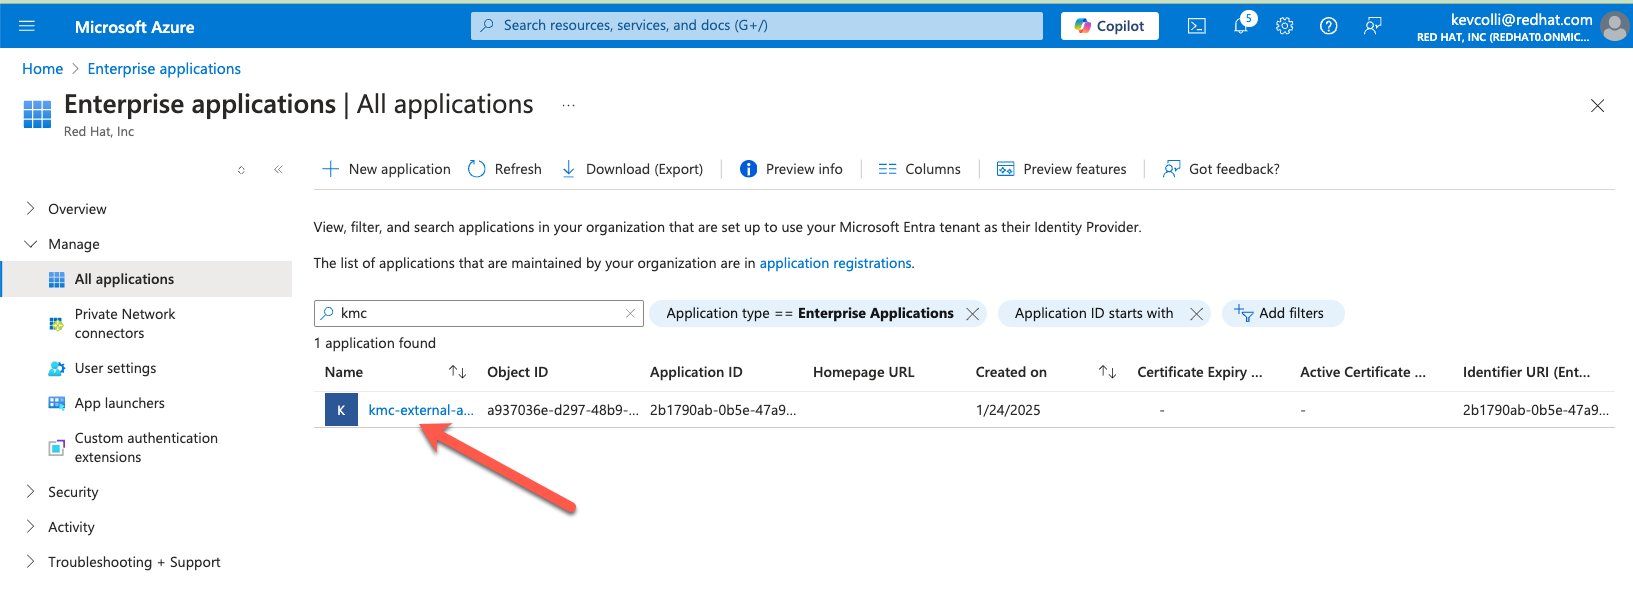 Microsoft Azure
Search resources, services, and docs (G+/)
Copilot
5
kevcolli@redhat.com
RED HAT, INC (REDHAT0.ONMIC...
Home > Enterprise applications
Enterprise applications | All applications ...
Red Hat, Inc
New application
Refresh
Download (Export)
Preview info
Columns
Preview features
Got feedback?
Overview
Manage
All applications
Private Network
connectors
User settings
App launchers
Custom authentication
extensions
Security
Activity
Troubleshooting + Support
View, filter, and search applications in your organization that are set up to use your Microsoft Entra tenant as their Identity Provider.
The list of applications that are maintained by your organization are in application registrations.
kmc
Application type == Enterprise Applications
Application ID starts with
Add filters
1 application found
Name Object ID Application ID Homepage URL Created on Certificate Expiry ... Active Certificate ... Identifier URI (Ent...
K kmc-external-a... a937036e-d297-48b9-... 2b1790ab-0b5e-47a9... 1/24/2025 - - 2b1790ab-0b5e-47a9...